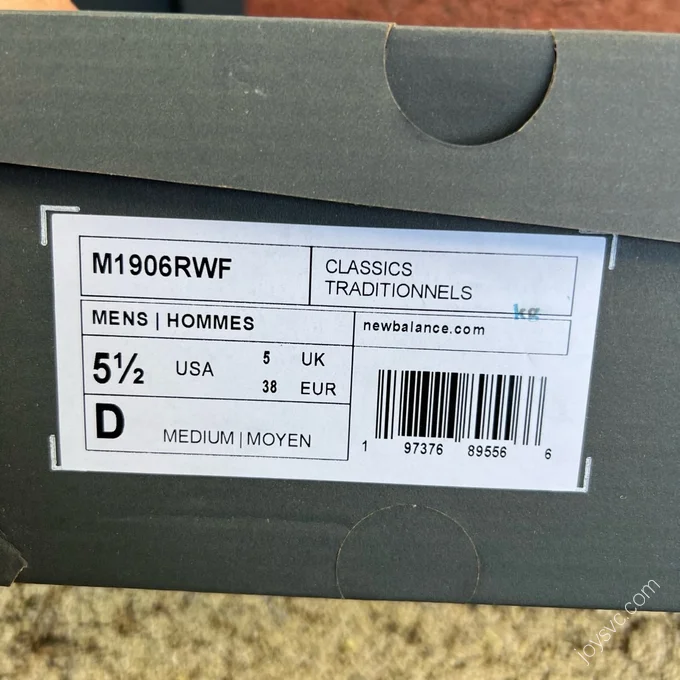 M1906RWF
CLASSICS
TRADITIONNELS
kg
MENS | HOMMES
newbalance.com
5½ USA 5 UK
38 EUR
D MEDIUM | MOYEN
1 97376 89556 6
joysvc.com